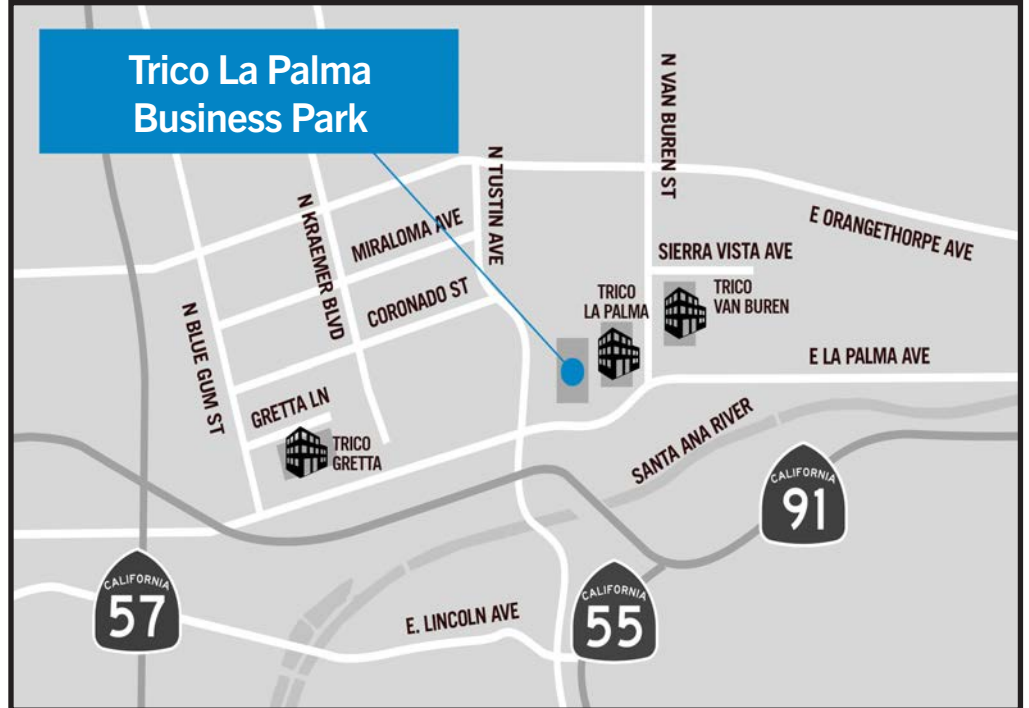 Trico La Palma
Business Park
N VAN BUREN ST
N TUSTIN AVE
E ORANGETHORPE AVE
N KRAEMER BLVD
MIRALOMA AVE
SIERRA VISTA AVE
CORONADO ST
TRICO
LA PALMA
TRICO
VAN BUREN
N BLUE GUM ST
E LA PALMA AVE
GRETTA LN
TRICO
GRETTA
SANTA ANA RIVER
CALIFORNIA
91
CALIFORNIA
57
CALIFORNIA
55
E. LINCOLN AVE